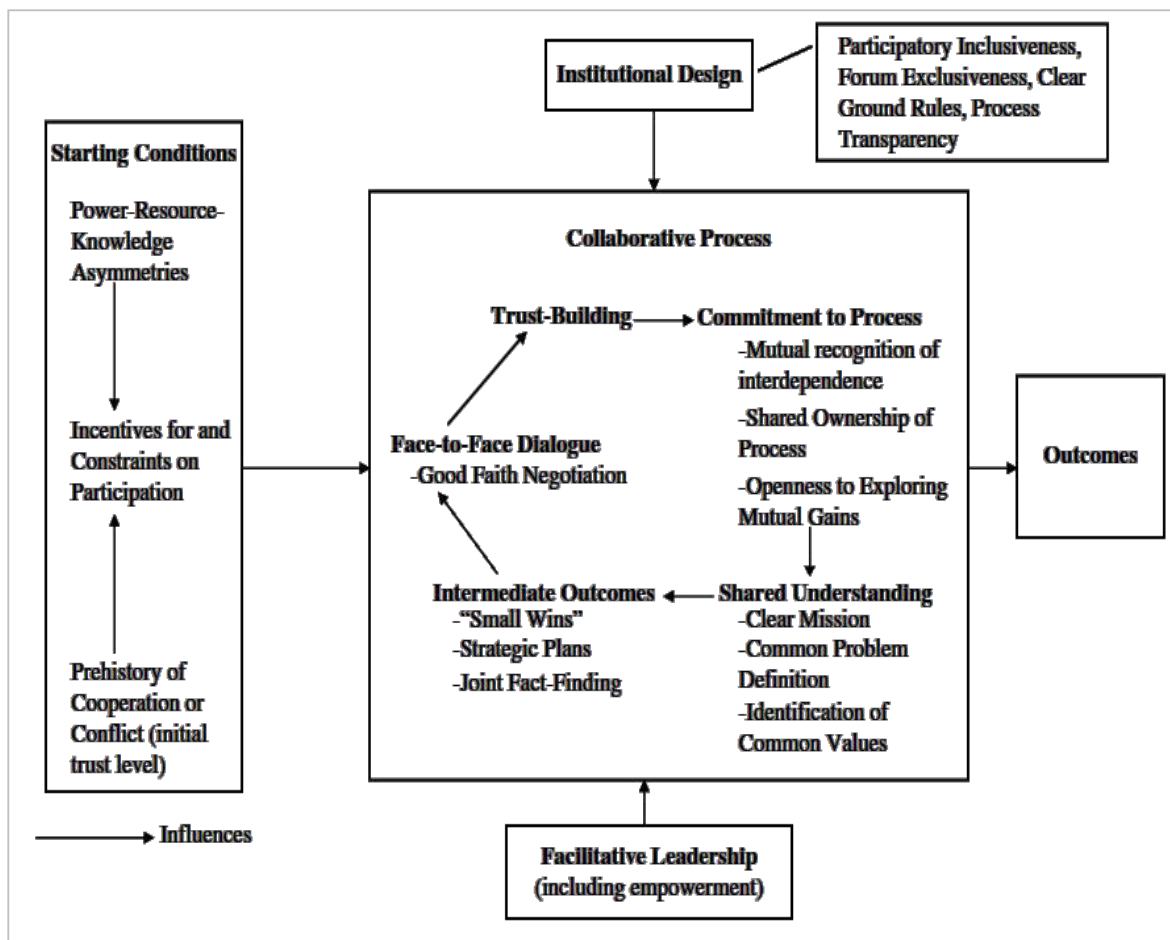 Institutional Design
Participatory Inclusiveness,
Forum Exclusiveness, Clear
Ground Rules, Process
Transparency
Starting Conditions
Power-Resource-
Knowledge
Asymmetries
Incentives for and
Constraints on
Participation
Prehistory of
Cooperation or
Conflict (initial
trust level)
Collaborative Process
Trust-Building
Commitment to Process
-Mutual recognition of
interdependence
-Shared Ownership of
Process
-Openness to Exploring
Mutual Gains
Face-to-Face Dialogue
-Good Faith Negotiation
Intermediate Outcomes
-“Small Wins”
-Strategic Plans
-Joint Fact-Finding
Shared Understanding
-Clear Mission
-Common Problem
Definition
-Identification of
Common Values
Outcomes
Influences
Facilitative Leadership
(including empowerment)